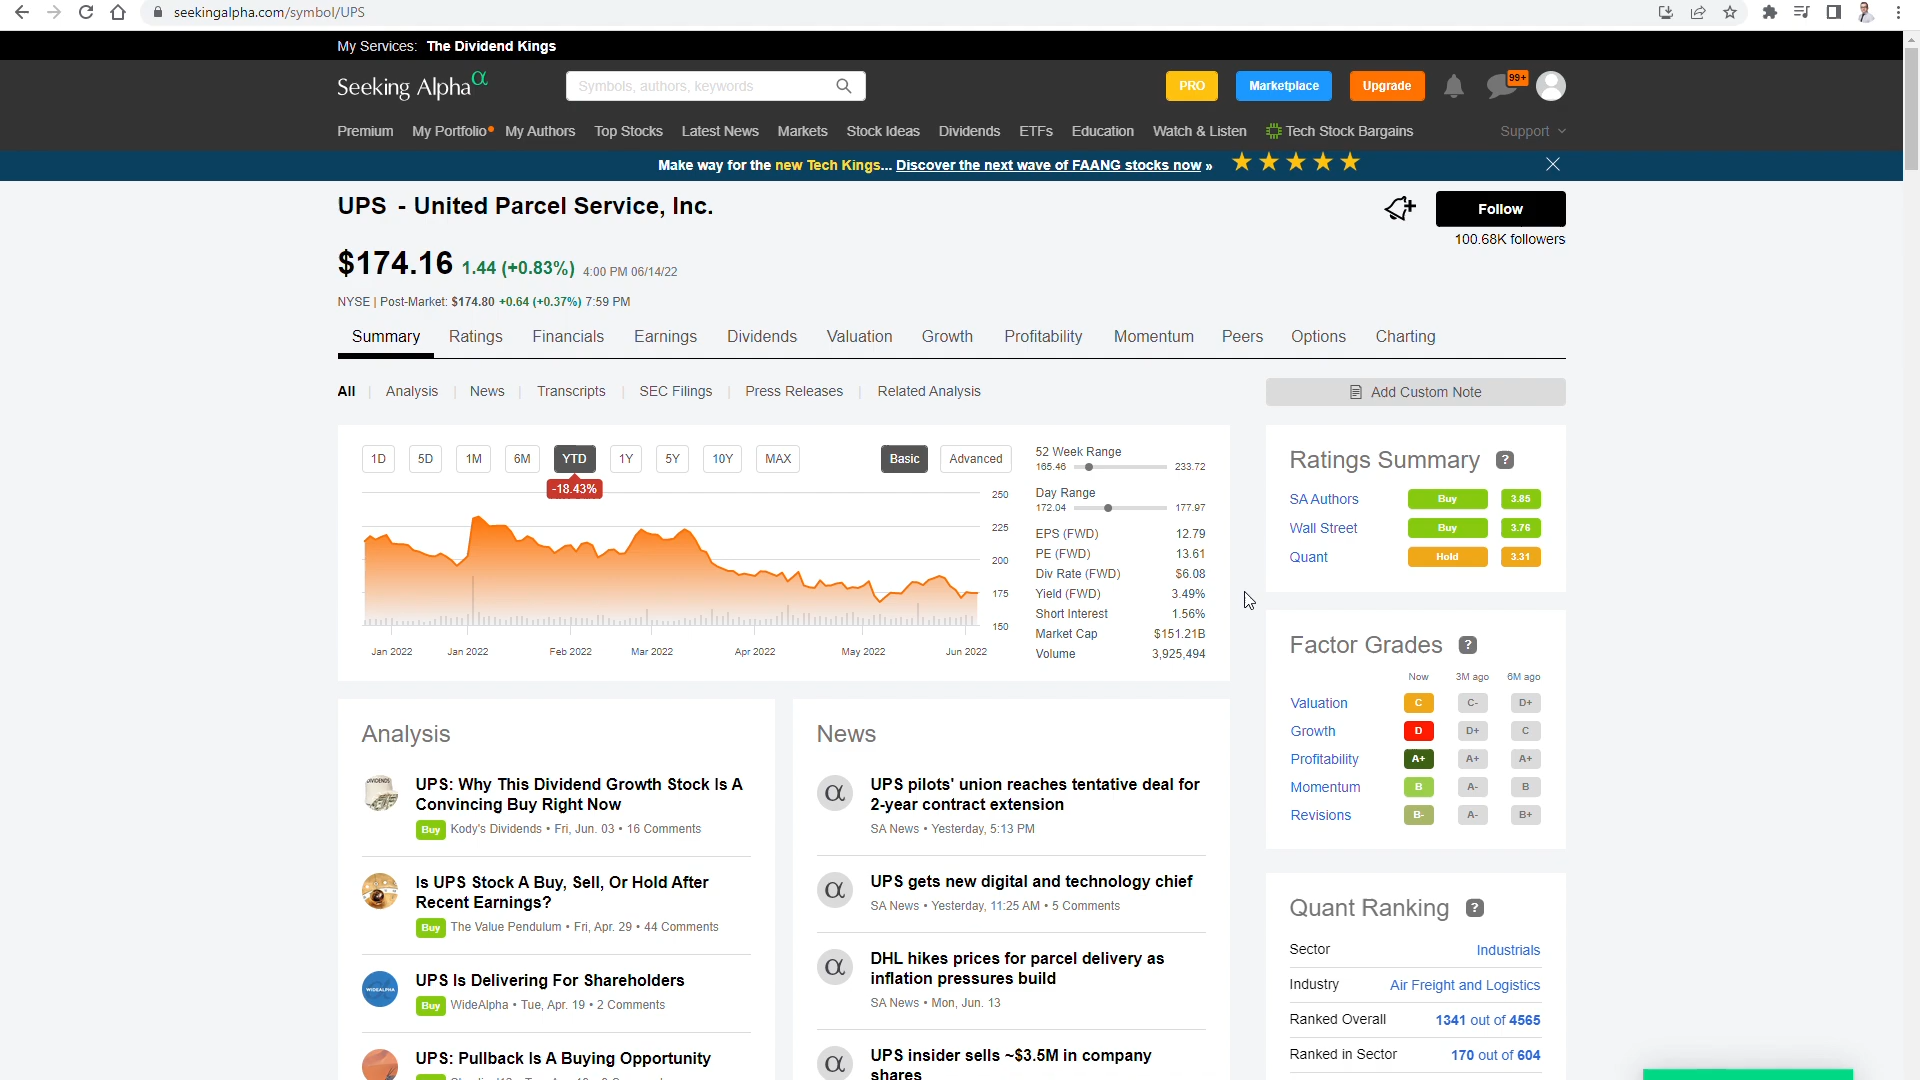 seekingalpha.com/symbol/UPS
My Services: The Dividend Kings
Seeking Alpha α
Symbols, authors, keywords
PRO
Marketplace
Upgrade
99+
Premium My Portfolio My Authors Top Stocks Latest News Markets Stock Ideas Dividends ETFs Education Watch & Listen Tech Stock Bargains Support
Make way for the new Tech Kings... Discover the next wave of FAANG stocks now »
UPS - United Parcel Service, Inc.
Follow
100.68K followers
$174.16 1.44 (+0.83%) 4:00 PM 06/14/22
NYSE | Post-Market: $174.80 +0.64 (+0.37%) 7:59 PM
Summary Ratings Financials Earnings Dividends Valuation Growth Profitability Momentum Peers Options Charting
All | Analysis | News | Transcripts | SEC Filings | Press Releases | Related Analysis
Add Custom Note
1D 5D 1M 6M YTD 1Y 5Y 10Y MAX
Basic Advanced
-18.43%
250
225
200
175
150
Jan 2022 Jan 2022 Feb 2022 Mar 2022 Apr 2022 May 2022 Jun 2022
52 Week Range
165.46 233.72
Day Range
172.04 177.97
EPS (FWD) 12.79
PE (FWD) 13.61
Div Rate (FWD) $6.08
Yield (FWD) 3.49%
Short Interest 1.56%
Market Cap $151.21B
Volume 3,925,494
Ratings Summary ?
SA Authors Buy 3.85
Wall Street Buy 3.76
Quant Hold 3.31
Factor Grades ?
Now 3M ago 6M ago
Valuation C C- D+
Growth D D+ C
Profitability A+ A+ A+
Momentum B A- B
Revisions B- A- B+
Quant Ranking ?
Sector Industrials
Industry Air Freight and Logistics
Ranked Overall 1341 out of 4565
Ranked in Sector 170 out of 604
Analysis
DIVIDENDS
UPS: Why This Dividend Growth Stock Is A
Convincing Buy Right Now
Buy Kody's Dividends • Fri, Jun. 03 • 16 Comments
Is UPS Stock A Buy, Sell, Or Hold After
Recent Earnings?
Buy The Value Pendulum • Fri, Apr. 29 • 44 Comments
WIDEALPHA
UPS Is Delivering For Shareholders
Buy WideAlpha • Tue, Apr. 19 • 2 Comments
UPS: Pullback Is A Buying Opportunity
News
α
UPS pilots' union reaches tentative deal for
2-year contract extension
SA News • Yesterday, 5:13 PM
α
UPS gets new digital and technology chief
SA News • Yesterday, 11:25 AM • 5 Comments
α
DHL hikes prices for parcel delivery as
inflation pressures build
SA News • Mon, Jun. 13
α
UPS insider sells ~$3.5M in company
shares